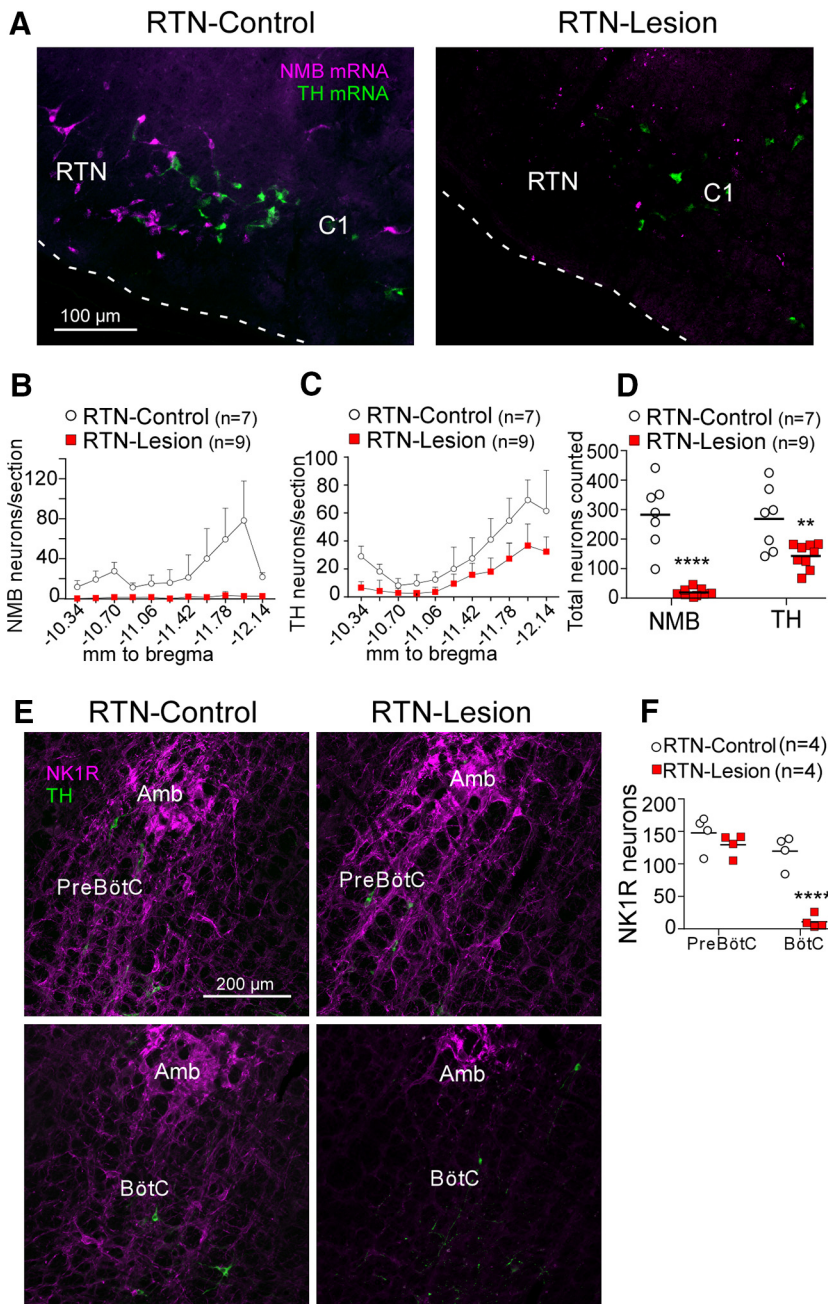 A
RTN-Control
RTN-Lesion
NMB mRNA
TH mRNA
RTN
C1
100 µm
RTN
C1
B
RTN-Control (n=7)
RTN-Lesion (n=9)
NMB neurons/section
120
80
40
0
-10.34
-10.70
-11.06
-11.42
-11.78
-12.14
mm to bregma
C
RTN-Control (n=7)
RTN-Lesion (n=9)
TH neurons/section
100
80
60
40
20
0
-10.34
-10.70
-11.06
-11.42
-11.78
-12.14
mm to bregma
D
RTN-Control (n=7)
RTN-Lesion (n=9)
Total neurons counted
500
400
300
200
100
0
****
**
NMB
TH
E
RTN-Control
RTN-Lesion
NK1R
TH
Amb
PreBötC
200 µm
Amb
PreBötC
Amb
BötC
Amb
BötC
F
RTN-Control (n=4)
RTN-Lesion (n=4)
NK1R neurons
200
150
100
50
0
****
PreBötC
BötC